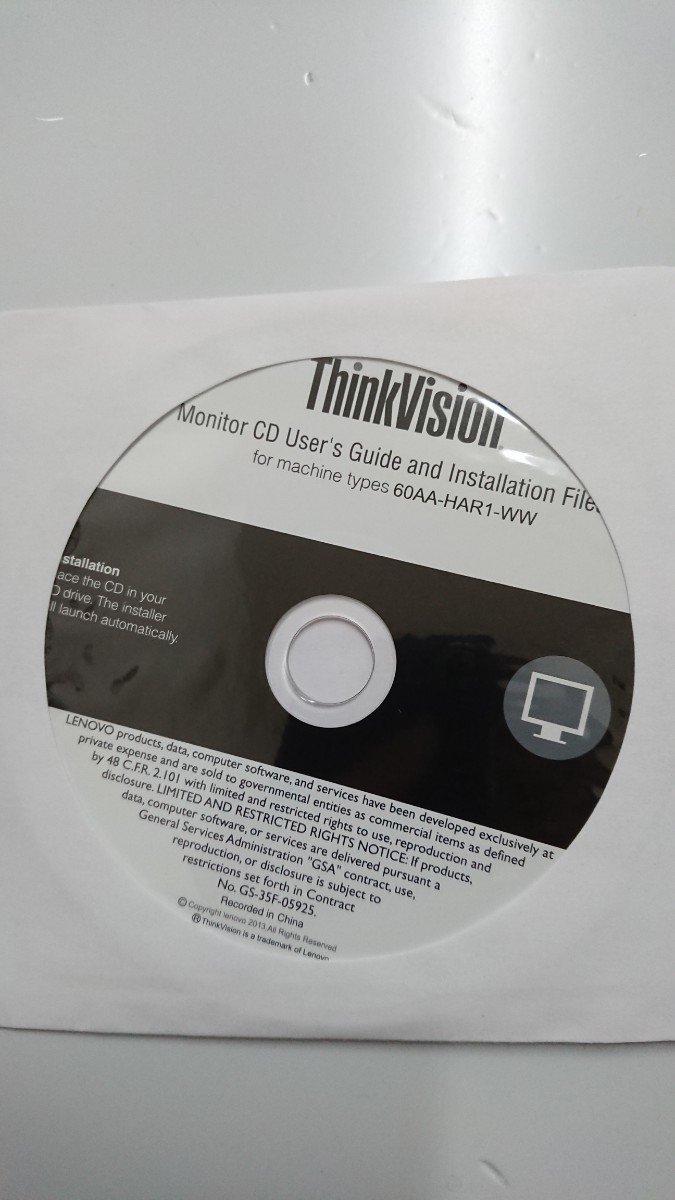 ThinkVision
Monitor CD User's Guide and Installation File
for machine types 60AA-HAR1-WW
stallation
ace the CD in your
D drive. The installer
ll launch automatically.
LENOVO products, data, computer software, and services have been developed exclusively at
private expense and are sold to governmental entities as commercial items as defined
by 48 C.F.R. 2.101 with limited and restricted rights to use, reproduction and
disclosure. LIMITED AND RESTRICTED RIGHTS NOTICE: If products,
data, computer software, or services are delivered pursuant a
General Services Administration "GSA" contract, use,
reproduction, or disclosure is subject to
restrictions set forth in Contract
No. GS-35F-05925.
Recorded in China
© Copyright lenovo 2013.All Rights Reserved
® ThinkVision is a trademark of Lenovo